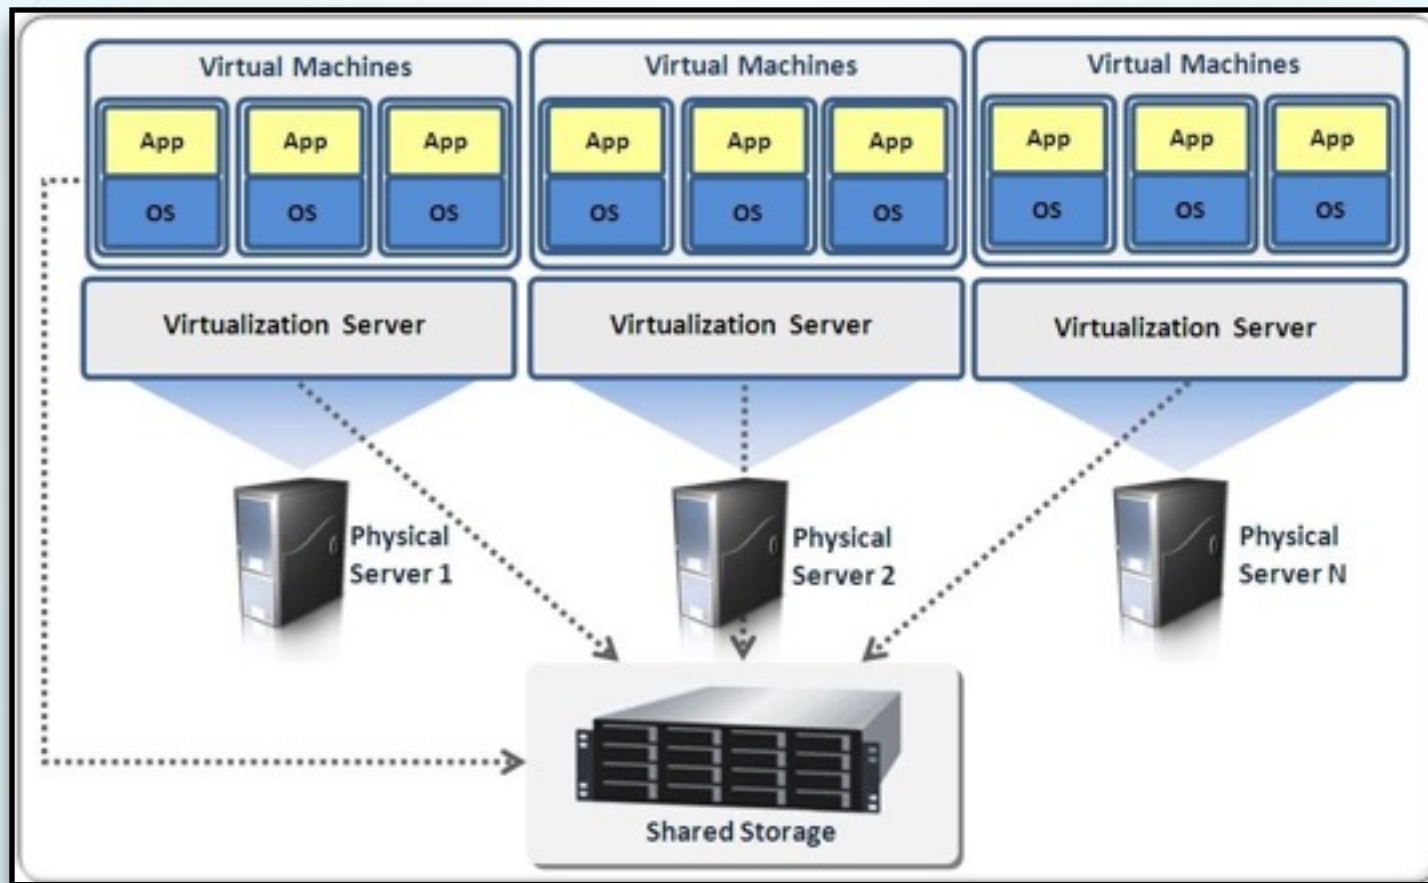 Virtual Machines
Virtual Machines
Virtual Machines
App
App
App
App
App
App
App
App
App
OS
OS
OS
OS
OS
OS
OS
OS
OS
Virtualization Server
Virtualization Server
Virtualization Server
Physical
Server 1
Physical
Server 2
Physical
Server N
Shared Storage